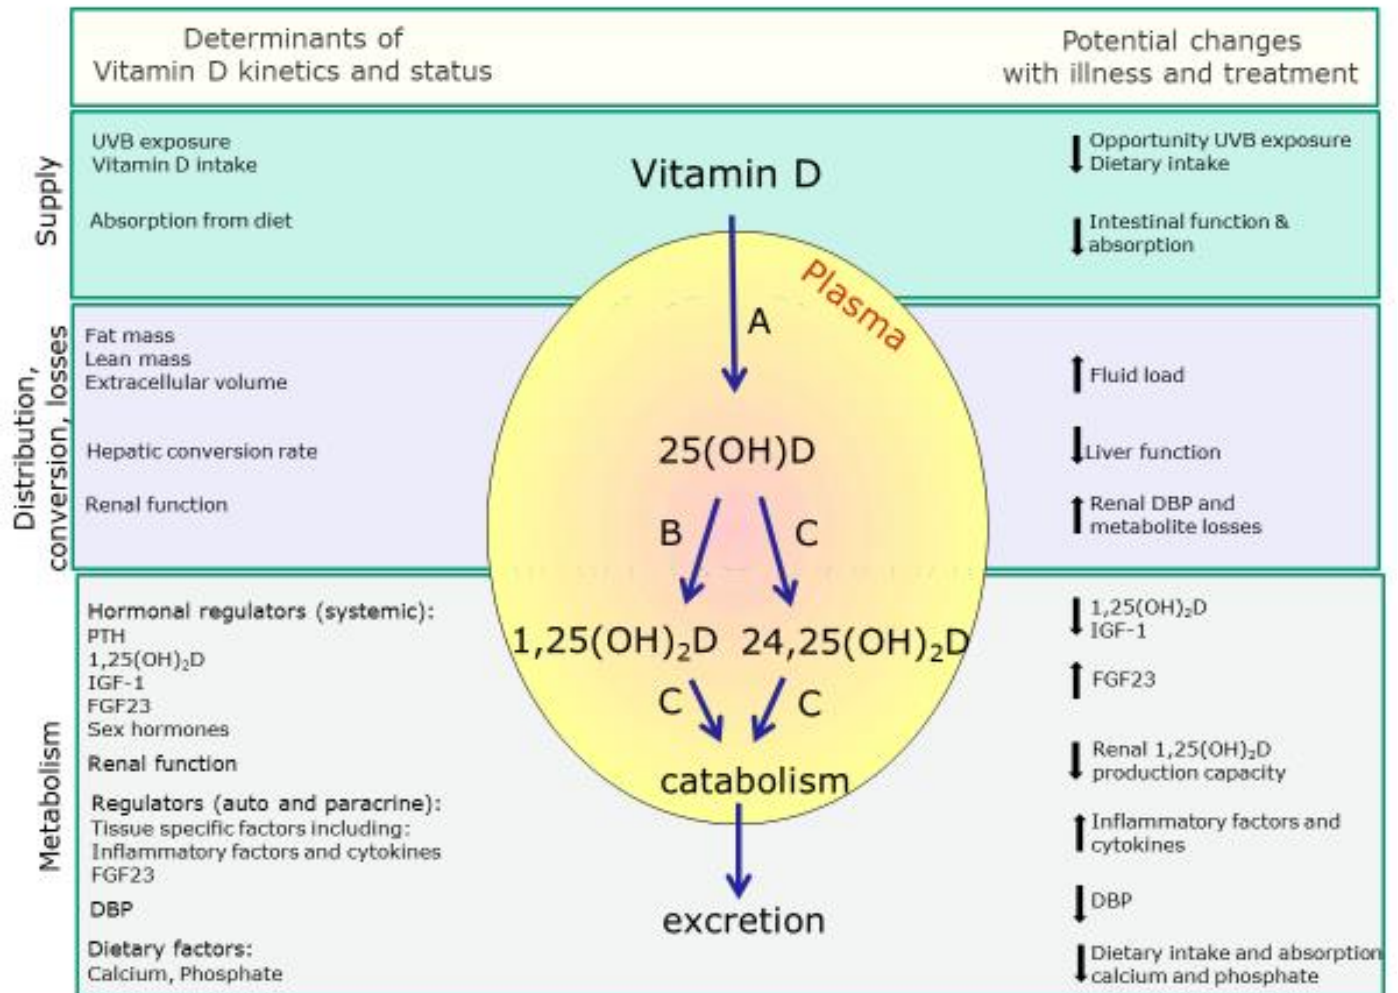 Determinants of
Vitamin D kinetics and status
Potential changes
with illness and treatment
Supply
UVB exposure
Vitamin D intake
Absorption from diet
Vitamin D
Opportunity UVB exposure
Dietary intake
Intestinal function &
absorption
Plasma
A
Distribution,
conversion, losses
Fat mass
Lean mass
Extracellular volume
Hepatic conversion rate
Renal function
25(OH)D
B
C
Fluid load
Liver function
Renal DBP and
metabolite losses
Metabolism
Hormonal regulators (systemic):
PTH
1,25(OH)₂D
IGF-1
FGF23
Sex hormones
Renal function
Regulators (auto and paracrine):
Tissue specific factors including:
Inflammatory factors and cytokines
FGF23
DBP
Dietary factors:
Calcium, Phosphate
1,25(OH)₂D
24,25(OH)₂D
C
C
catabolism
excretion
1,25(OH)₂D
IGF-1
FGF23
Renal 1,25(OH)₂D
production capacity
Inflammatory factors and
cytokines
DBP
Dietary intake and absorption
calcium and phosphate